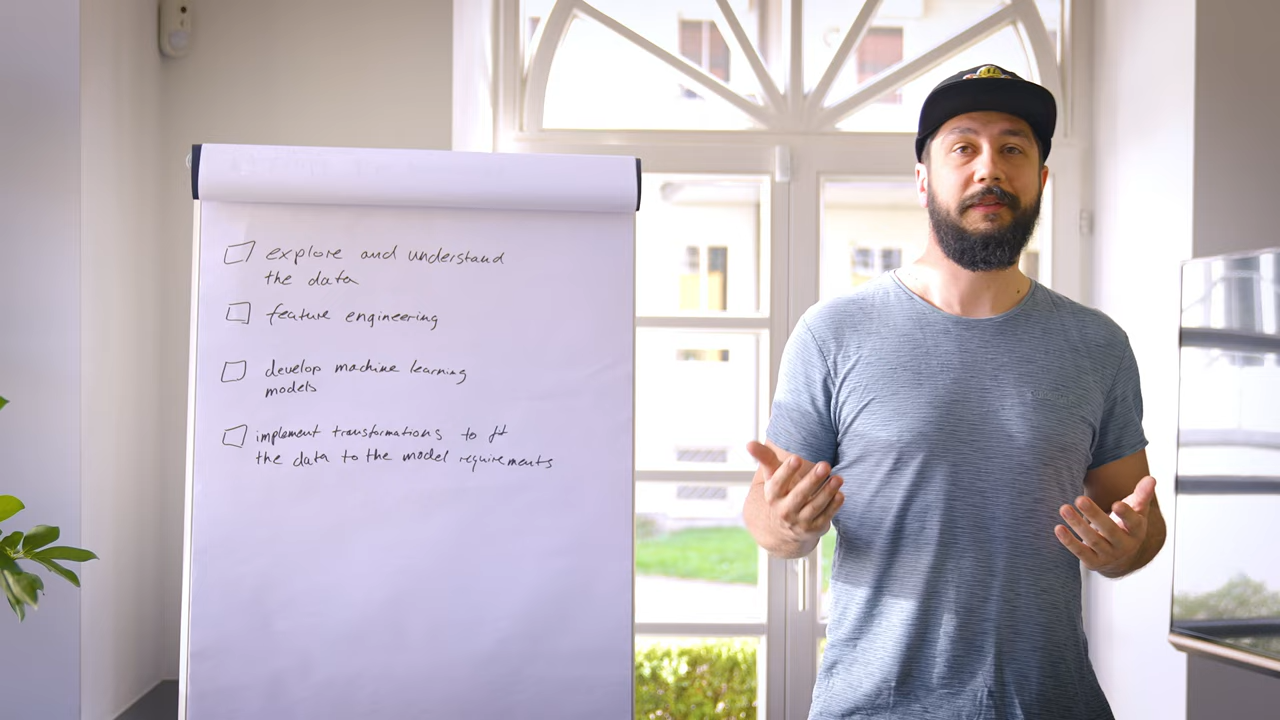 explore and understand
the data
feature engineering
develop machine learning
models
implement transformations to fit
the data to the model requirements